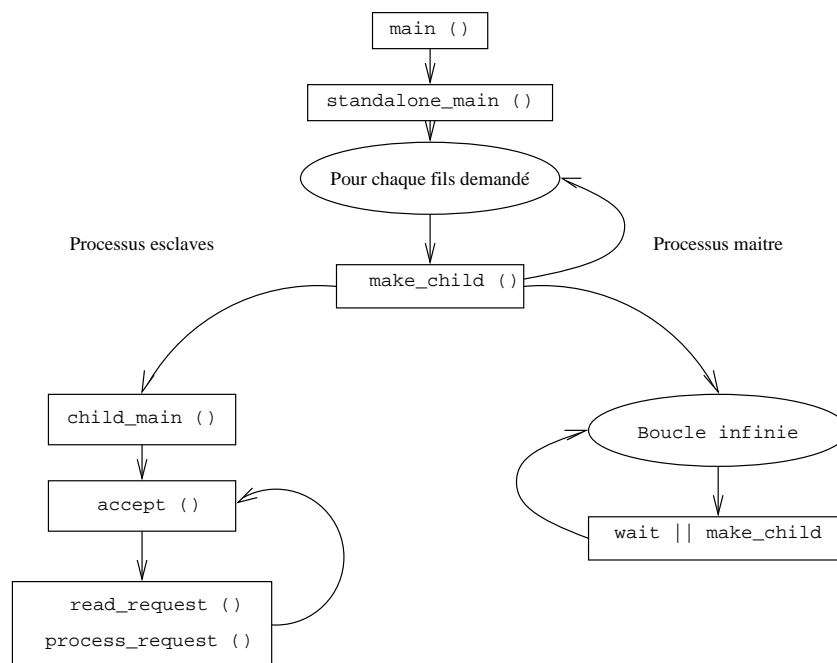 main ()
standalone_main ()
Pour chaque fils demandé
Processus esclaves
Processus maitre
make_child ()
child_main ()
Boucle infinie
accept ()
wait || make_child
read_request ()
process_request ()